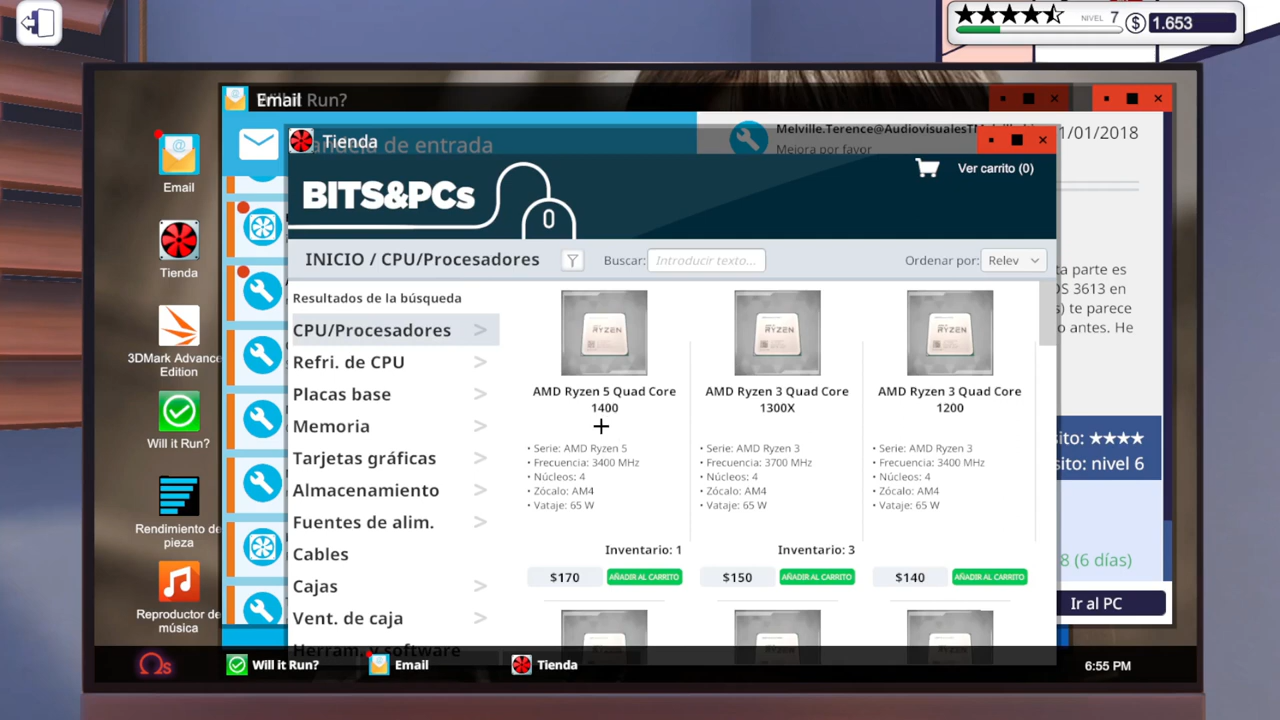 NIVEL 7
$ 1.653
Email Run?
Bandeja de entrada
Melville.Terence@AudiovisualesT
Mejora por favor
1/01/2018
Tienda
BITS&PCs
Ver carrito (0)
INICIO / CPU/Procesadores
Buscar:
Introducir texto...
Ordenar por:
Relev
Email
Tienda
3DMark Advance
Edition
Will it Run?
Rendimiento de
pieza
Reproductor de
música
Resultados de la búsqueda
CPU/Procesadores >
Refri. de CPU >
Placas base >
Memoria >
Tarjetas gráficas >
Almacenamiento >
Fuentes de alim. >
Cables
Cajas >
Vent. de caja >
Herram. y software
RYZEN
AMD Ryzen 5 Quad Core
1400
• Serie: AMD Ryzen 5
• Frecuencia: 3400 MHz
• Núcleos: 4
• Zócalo: AM4
• Vataje: 65 W
Inventario: 1
$170
AÑADIR AL CARRITO
RYZEN
AMD Ryzen 3 Quad Core
1300X
• Serie: AMD Ryzen 3
• Frecuencia: 3700 MHz
• Núcleos: 4
• Zócalo: AM4
• Vataje: 65 W
Inventario: 3
$150
AÑADIR AL CARRITO
RYZEN
AMD Ryzen 3 Quad Core
1200
• Serie: AMD Ryzen 3
• Frecuencia: 3400 MHz
• Núcleos: 4
• Zócalo: AM4
• Vataje: 65 W
$140
AÑADIR AL CARRITO
ta parte es
OS 3613 en
s) te parece
o antes. He
sito: ★★★★
sito: nivel 6
8 (6 días)
Ir al PC
Ωs
Will it Run?
Email
Tienda
6:55 PM